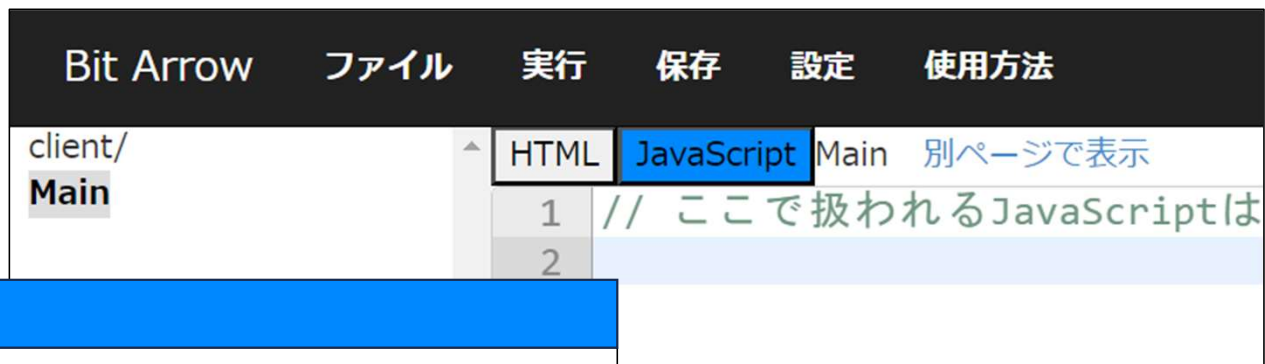 Bit Arrow ファイル 実行 保存 設定 使用方法
client/
Main
HTML JavaScript Main 別ページで表示
1 // ここで扱われるJavaScriptは
2